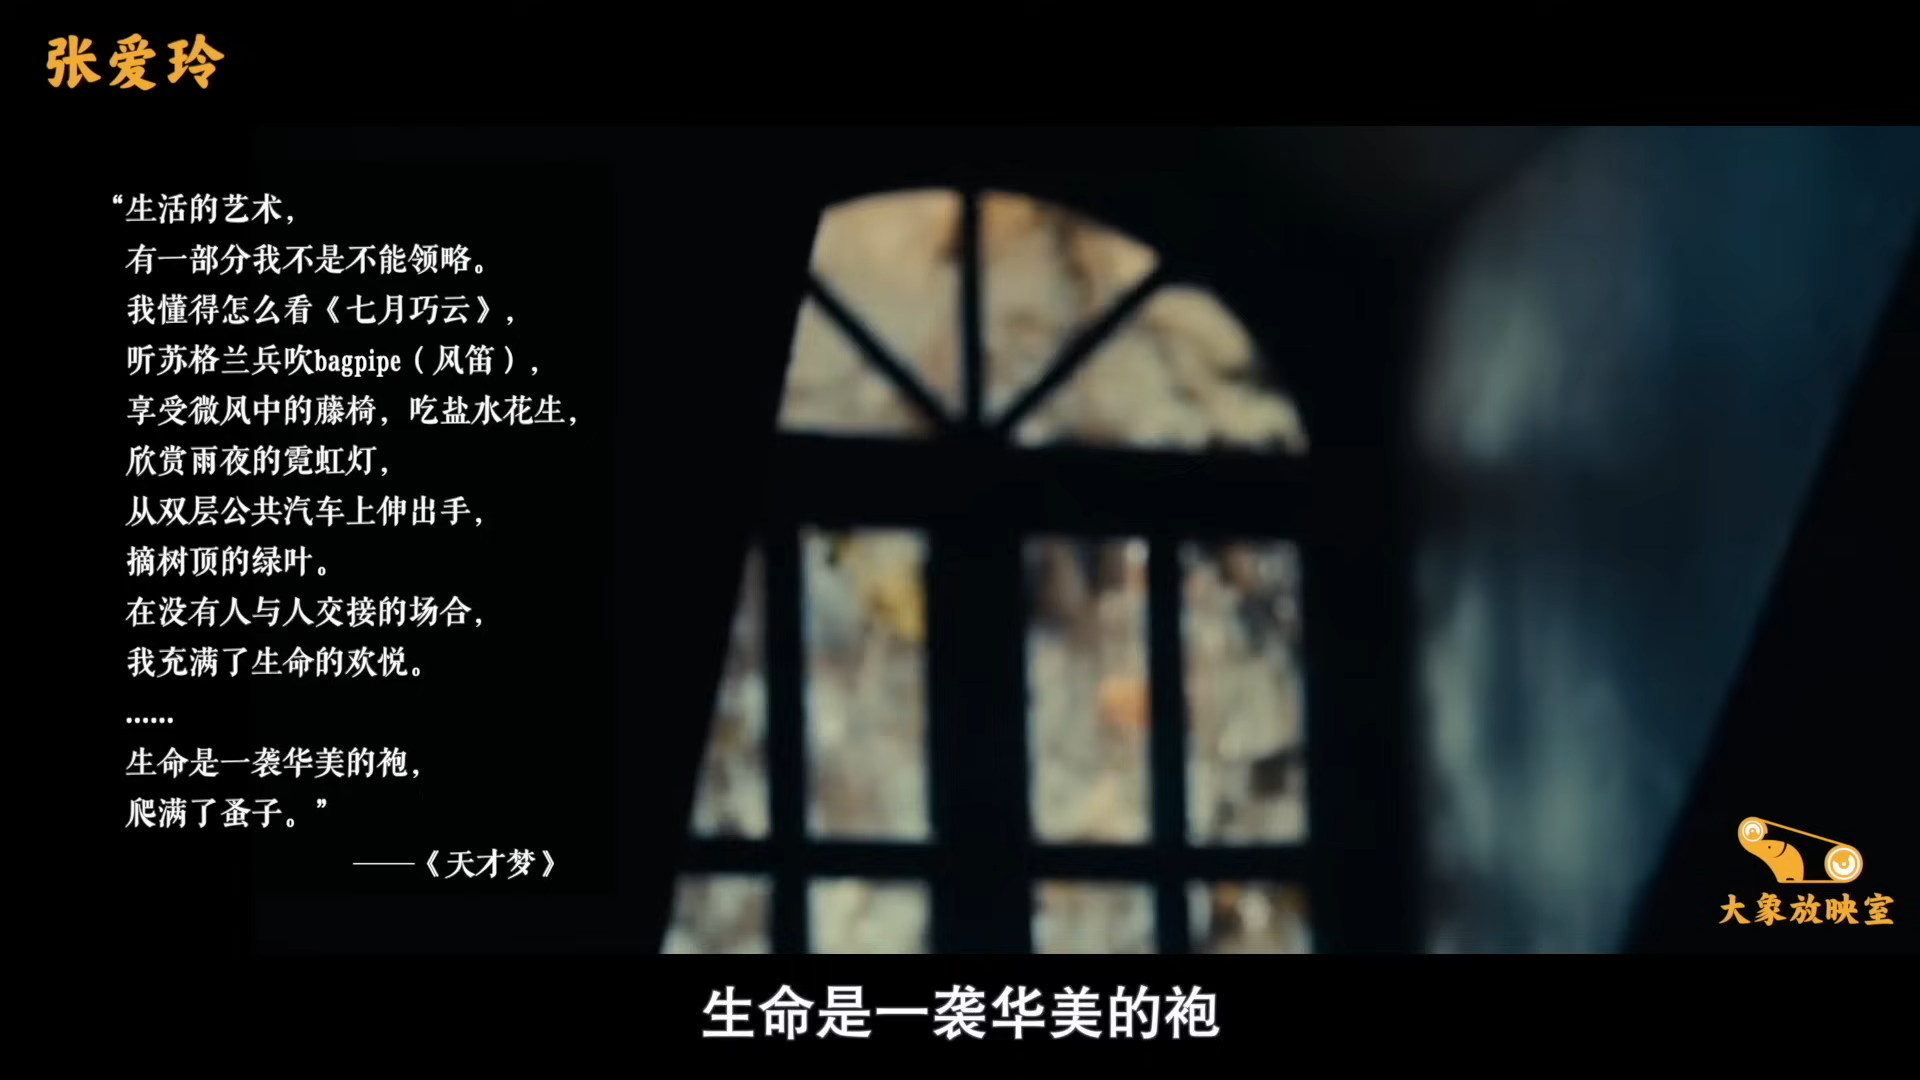 张爱玲
“生活的艺术，
有一部分我不是不能领略。
我懂得怎么看《七月巧云》，
听苏格兰兵吹bagpipe（风笛），
享受微风中的藤椅，吃盐水花生，
欣赏雨夜的霓虹灯，
从双层公共汽车上伸出手，
摘树顶的绿叶。
在没有人与人交接的场合，
我充满了生命的欢悦。
……
生命是一袭华美的袍，
爬满了蚤子。”
——《天才梦》
大象放映室
生命是一袭华美的袍